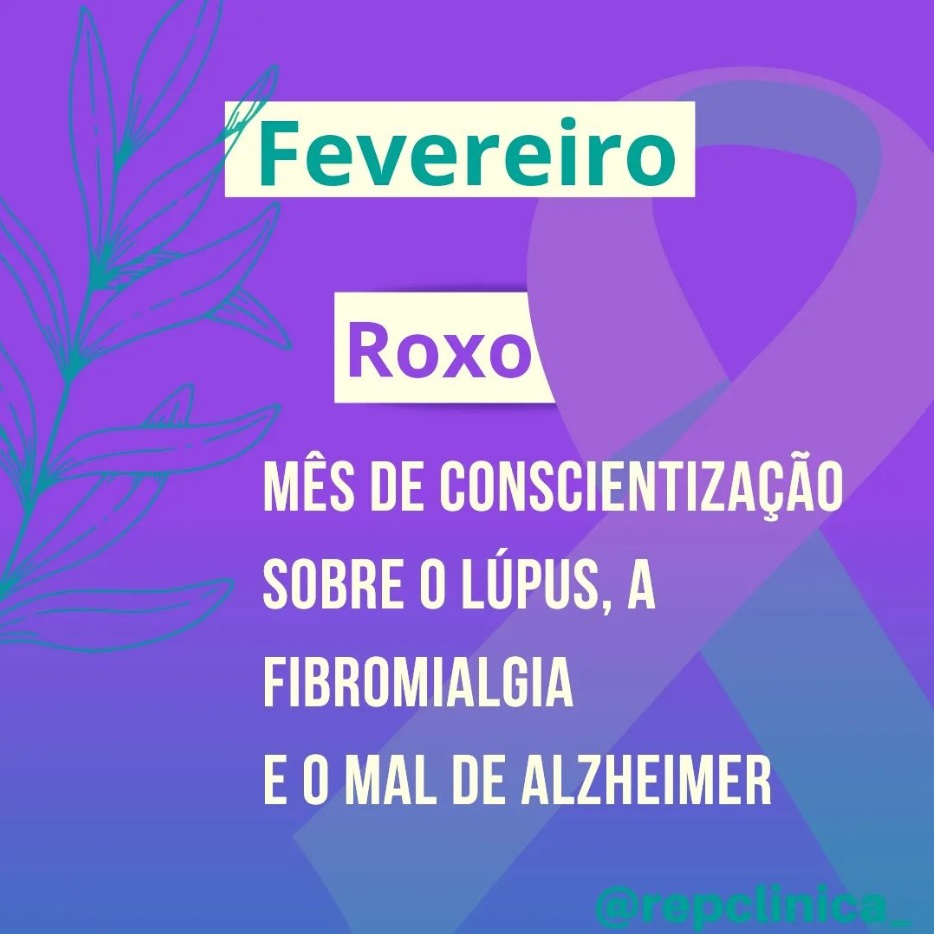 Fevereiro
Roxo
MÊS DE CONSCIENTIZAÇÃO
SOBRE O LÚPUS, A
FIBROMIALGIA
E O MAL DE ALZHEIMER
@repclinica_